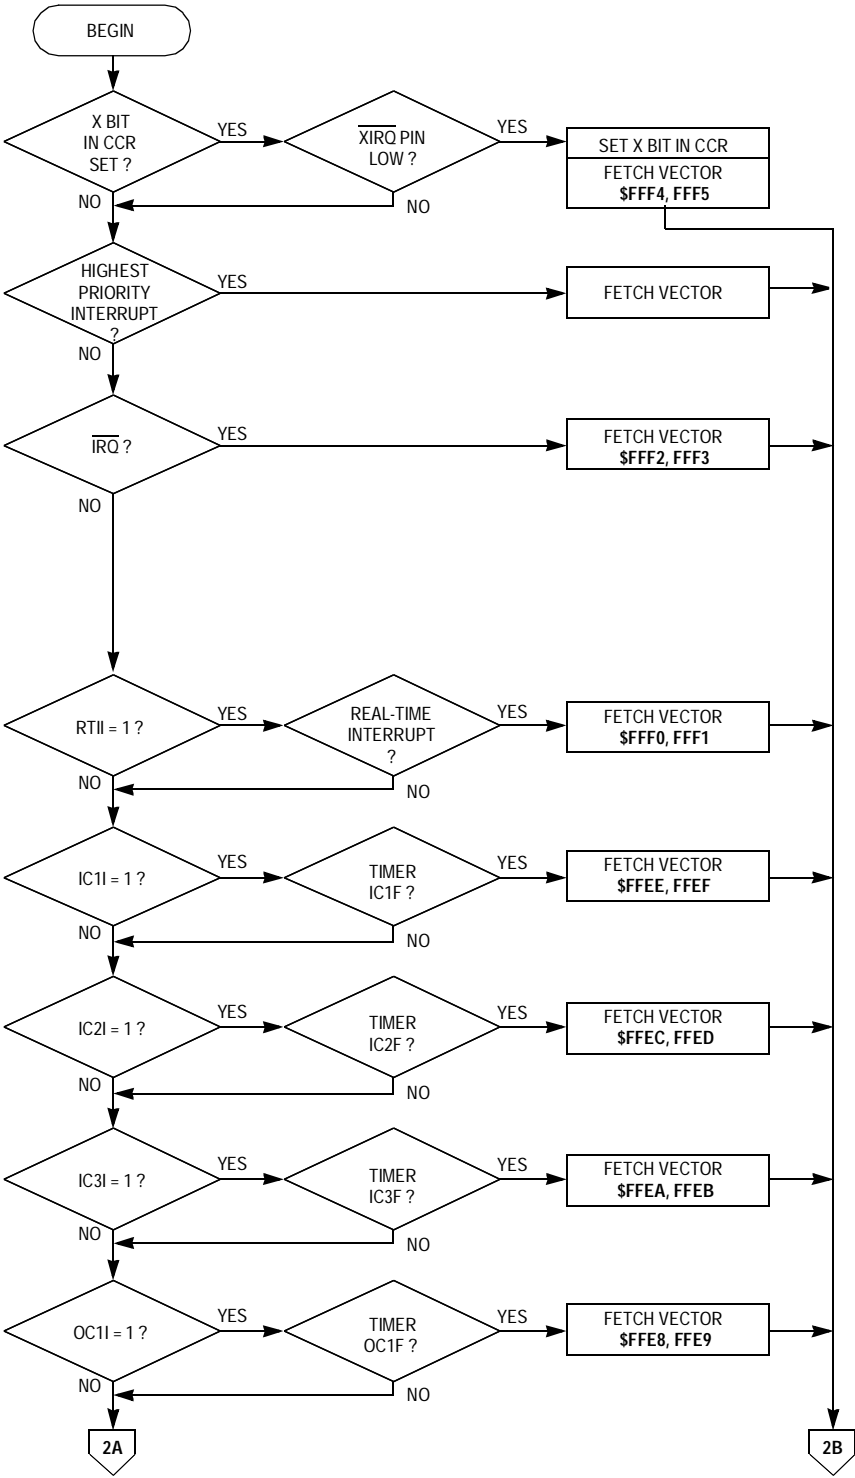 BEGIN
X BIT
IN CCR
SET ?
YES
XIRQ PIN
LOW ?
YES
SET X BIT IN CCR
FETCH VECTOR
$FFF4, FFF5
NO
NO
HIGHEST
PRIORITY
INTERRUPT
?
YES
FETCH VECTOR
NO
IRQ ?
YES
FETCH VECTOR
$FFF2, FFF3
NO
RTII = 1 ?
YES
REAL-TIME
INTERRUPT
?
YES
FETCH VECTOR
$FFF0, FFF1
NO
NO
IC1I = 1 ?
YES
TIMER
IC1F ?
YES
FETCH VECTOR
$FFEE, FFEF
NO
NO
IC2I = 1 ?
YES
TIMER
IC2F ?
YES
FETCH VECTOR
$FFEC, FFED
NO
NO
IC3I = 1 ?
YES
TIMER
IC3F ?
YES
FETCH VECTOR
$FFEA, FFEB
NO
NO
OC1I = 1 ?
YES
TIMER
OC1F ?
YES
FETCH VECTOR
$FFE8, FFE9
NO
NO
2A
2B